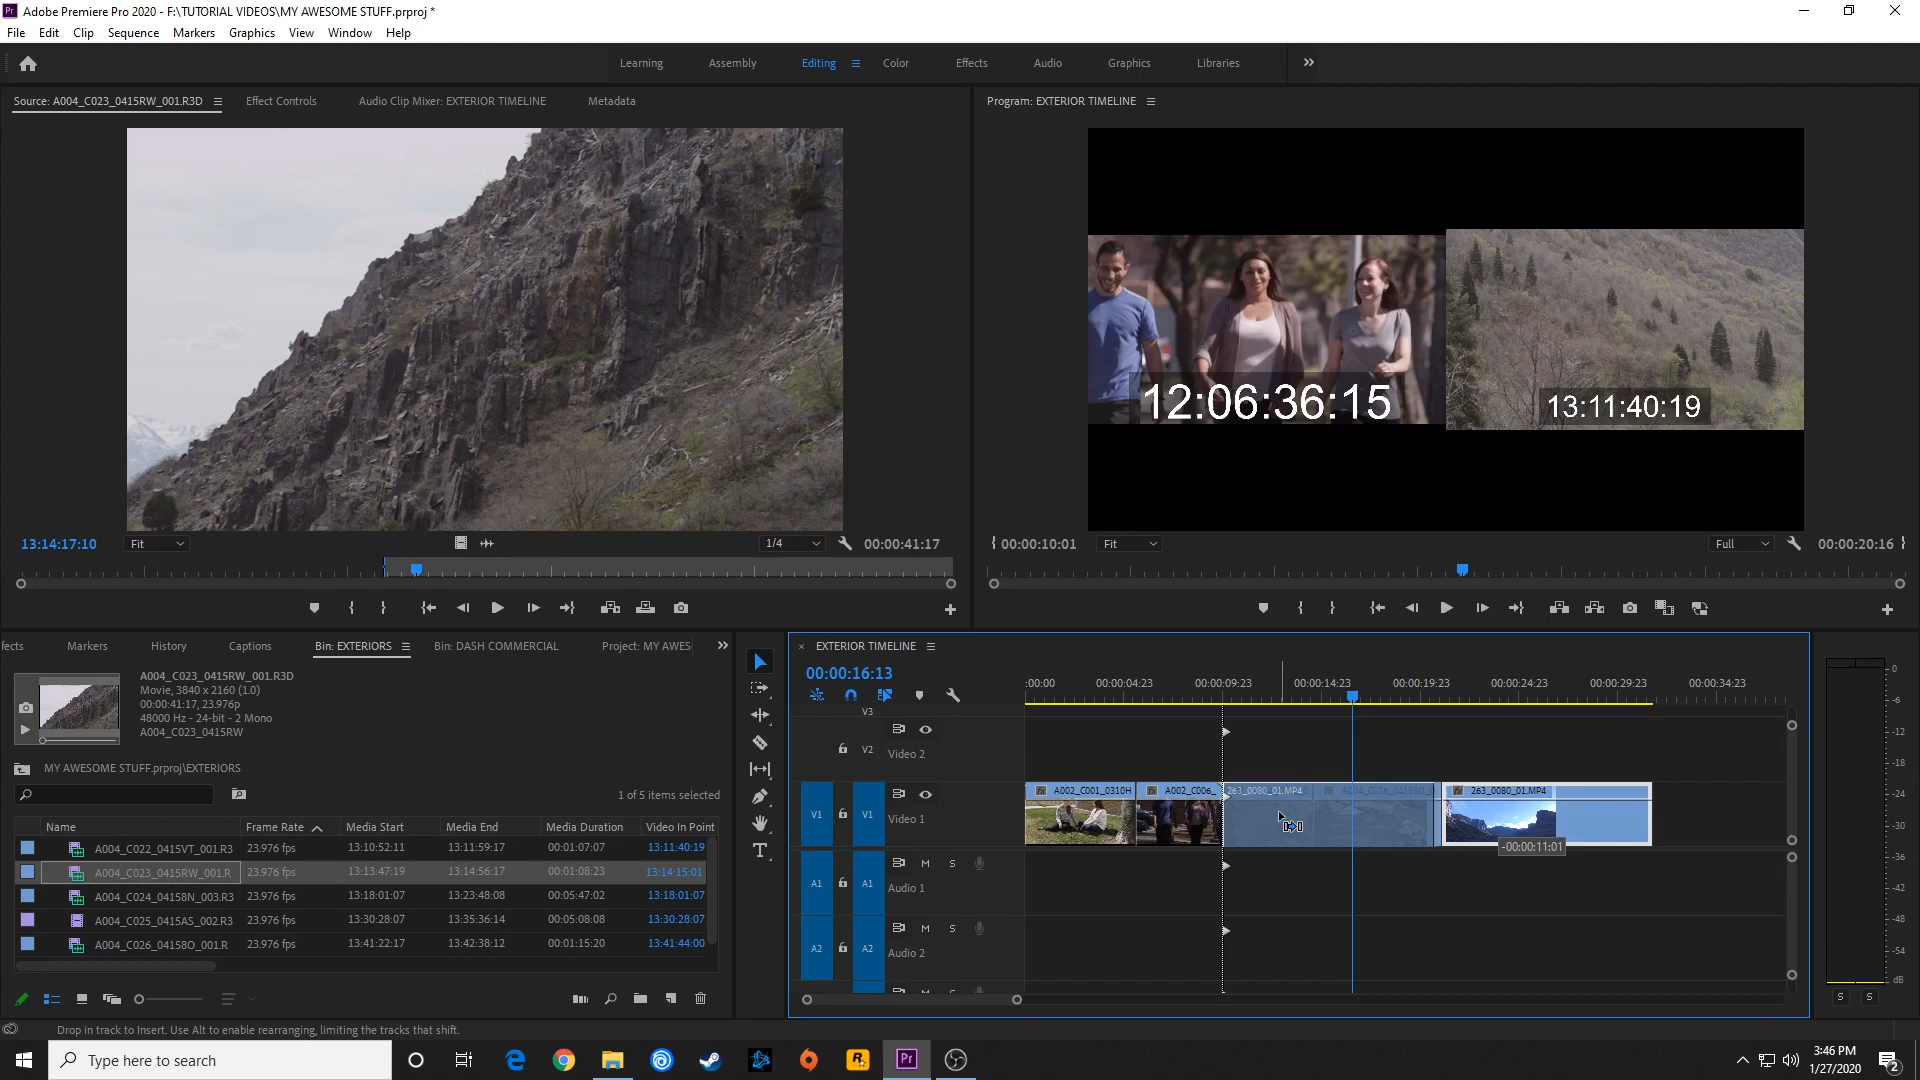 Adobe Premiere Pro 2020 - F:\TUTORIAL VIDEOS\MY AWESOME STUFF.prproj *
File Edit Clip Sequence Markers Graphics View Window Help
Learning Assembly Editing Color Effects Audio Graphics Libraries
Source: A004_C023_0415RW_001.R3D Effect Controls Audio Clip Mixer: EXTERIOR TIMELINE Metadata
Program: EXTERIOR TIMELINE
12:06:36:15
13:11:40:19
13:14:17:10 Fit 1/4 00:00:41:17
00:00:10:01 Fit Full 00:00:20:16
fects Markers History Captions Bin: EXTERIORS Bin: DASH COMMERCIAL Project: MY AWES
A004_C023_0415RW_001.R3D
Movie, 3840 x 2160 (1.0)
00:00:41:17, 23.976p
48000 Hz - 24-bit - 2 Mono
A004_C023_0415RW
MY AWESOME STUFF.prproj\EXTERIORS
1 of 5 items selected
Name Frame Rate Media Start Media End Media Duration Video In Point
A004_C022_0415VT_001.R3 23.976 fps 13:10:52:11 13:11:59:17 00:01:07:07 13:11:40:19
A004_C023_0415RW_001.R 23.976 fps 13:13:47:19 13:14:56:17 00:01:08:23 13:14:15:01
A004_C024_04158N_003.R3 23.976 fps 13:18:01:07 13:23:48:08 00:05:47:02 13:18:01:07
A004_C025_0415AS_002.R3 23.976 fps 13:30:28:07 13:35:36:14 00:05:08:08 13:30:28:07
A004_C026_04158O_001.R 23.976 fps 13:41:22:17 13:42:38:12 00:01:15:20 13:41:44:00
EXTERIOR TIMELINE
00:00:16:13
:00:00 00:00:04:23 00:00:09:23 00:00:14:23 00:00:19:23 00:00:24:23 00:00:29:23 00:00:34:23
V3
V2 Video 2
V1 V1 Video 1
A002_C001_0310H A002_C006_ 263_0080_01.MP4 A004_C026_04158O_0 263_0080_01.MP4
-00:00:11:01
M S
A1 A1 Audio 1
M S
A2 A2 Audio 2
M S
0
-6
-12
-18
-24
-30
-36
-42
-48
-54
dB
S S
Drop in track to Insert. Use Alt to enable rearranging, limiting the tracks that shift.
Type here to search
Pr
3:46 PM
1/27/2020
2